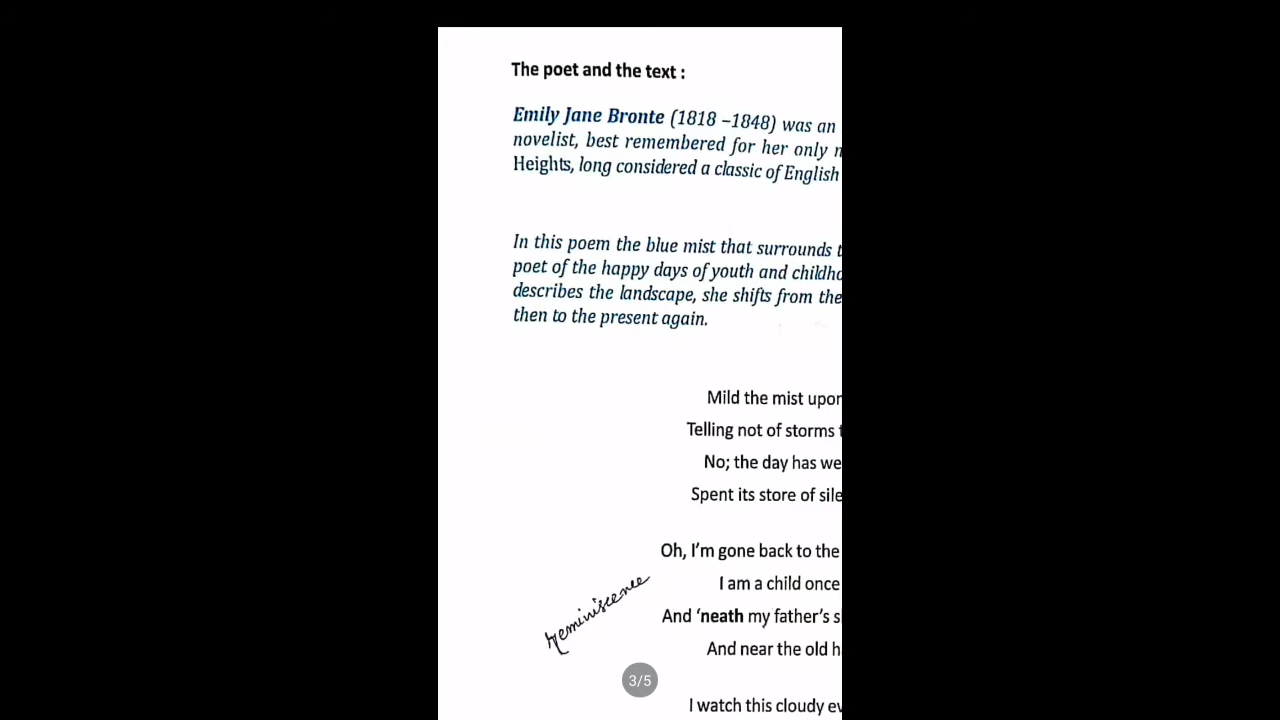 The poet and the text :
Emily Jane Bronte (1818 –1848) was an
novelist, best remembered for her only
Heights, long considered a classic of English
In this poem the blue mist that surrounds
poet of the happy days of youth and
describes the landscape, she shifts from the
then to the present again.
Mild the mist upon
Telling not of storms
No; the day has
Spent its store of
Oh, I'm gone back to the
I am a child once
And 'neath my father's
reminiscence
And near the old
3/5
I watch this cloudy